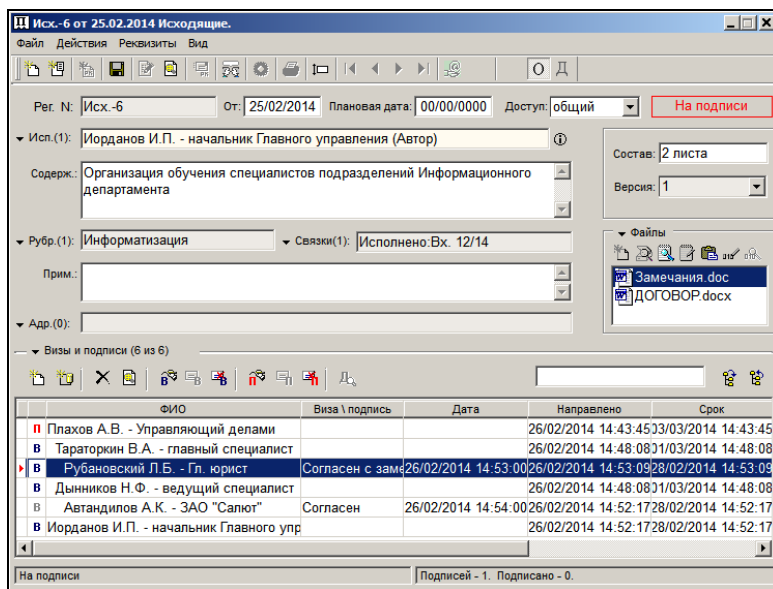 Исх.-6 от 25.02.2014 Исходящие.
Файл Действия Реквизиты Вид
О Д
Рег. N: Исх.-6 От: 25/02/2014 Плановая дата: 00/00/0000 Доступ: общий На подписи
Исп.(1): Иорданов И.П. - начальник Главного управления (Автор)
Состав: 2 листа
Содерж.: Организация обучения специалистов подразделений Информационного
департамента
Версия: 1
Рубр.(1): Информатизация Связки(1): Исполнено:Вх. 12/14
Файлы
Прим.:
Замечания.doc
ДОГОВОР.docx
Адр.(0):
Визы и подписи (6 из 6)
ФИО Виза \ подпись Дата Направлено Срок
П Плахов А.В. - Управляющий делами 26/02/2014 14:43:45 03/03/2014 14:43:45
В Тараторкин В.А. - главный специалист 26/02/2014 14:48:08 01/03/2014 14:48:08
В Рубановский Л.Б. - Гл. юрист Согласен с заме 26/02/2014 14:53:00 26/02/2014 14:53:09 28/02/2014 14:53:09
В Дынников Н.Ф. - ведущий специалист 26/02/2014 14:48:08 01/03/2014 14:48:08
В Автандилов А.К. - ЗАО "Салют" Согласен 26/02/2014 14:54:00 26/02/2014 14:52:17 28/02/2014 14:52:17
В Иорданов И.П. - начальник Главного упр 26/02/2014 14:52:17 28/02/2014 14:52:17
На подписи Подписей - 1. Подписано - 0.